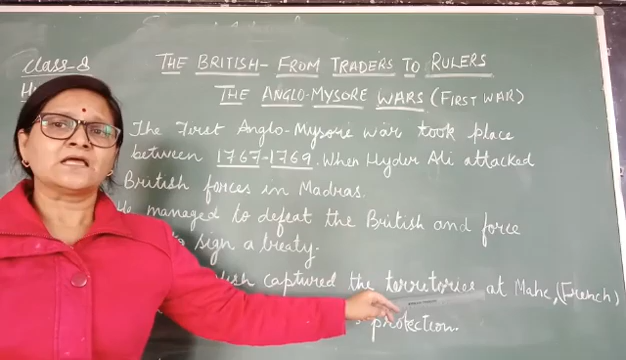 Class-8
THE BRITISH- FROM TRADERS TO RULERS
THE ANGLO-MYSORE WARS (FIRST WAR)
The First Anglo-Mysore war took place
between 1767-1769. When Hyder Ali attacked
British forces in Madras.
He managed to defeat the British and force
to sign a treaty.
captured the territories at Mahe, (French)
protection.